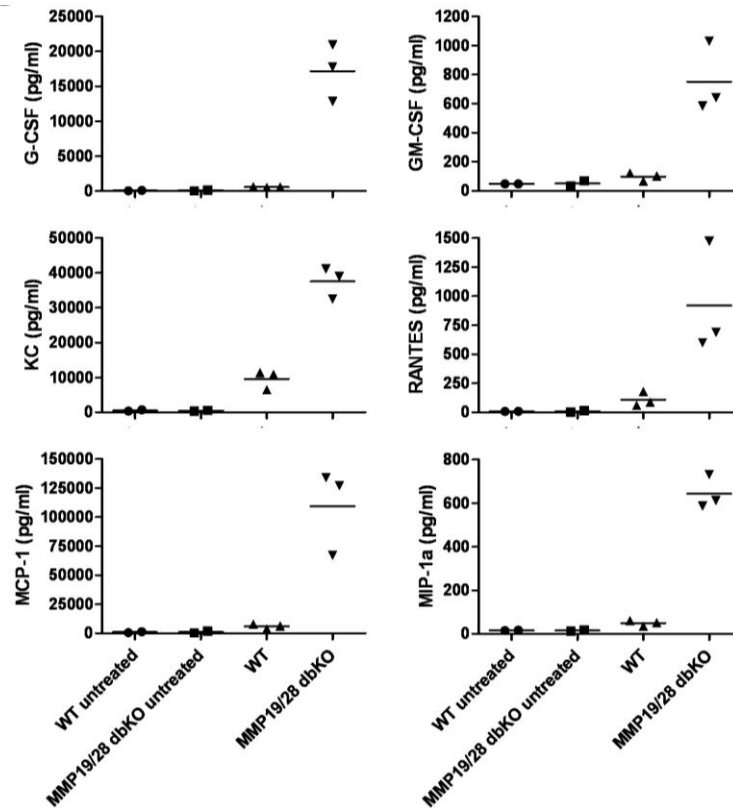 G-CSF (pg/ml)
25000
20000
15000
10000
5000
0
GM-CSF (pg/ml)
1200
1000
800
600
400
200
0
KC (pg/ml)
50000
40000
30000
20000
10000
0
RANTES (pg/ml)
1500
1250
1000
750
500
250
0
MCP-1 (pg/ml)
150000
125000
100000
75000
50000
25000
0
MIP-1a (pg/ml)
800
600
400
200
0
WT untreated
MMP19/28 dbKO untreated
WT
MMP19/28 dbKO
WT untreated
MMP19/28 dbKO untreated
WT
MMP19/28 dbKO